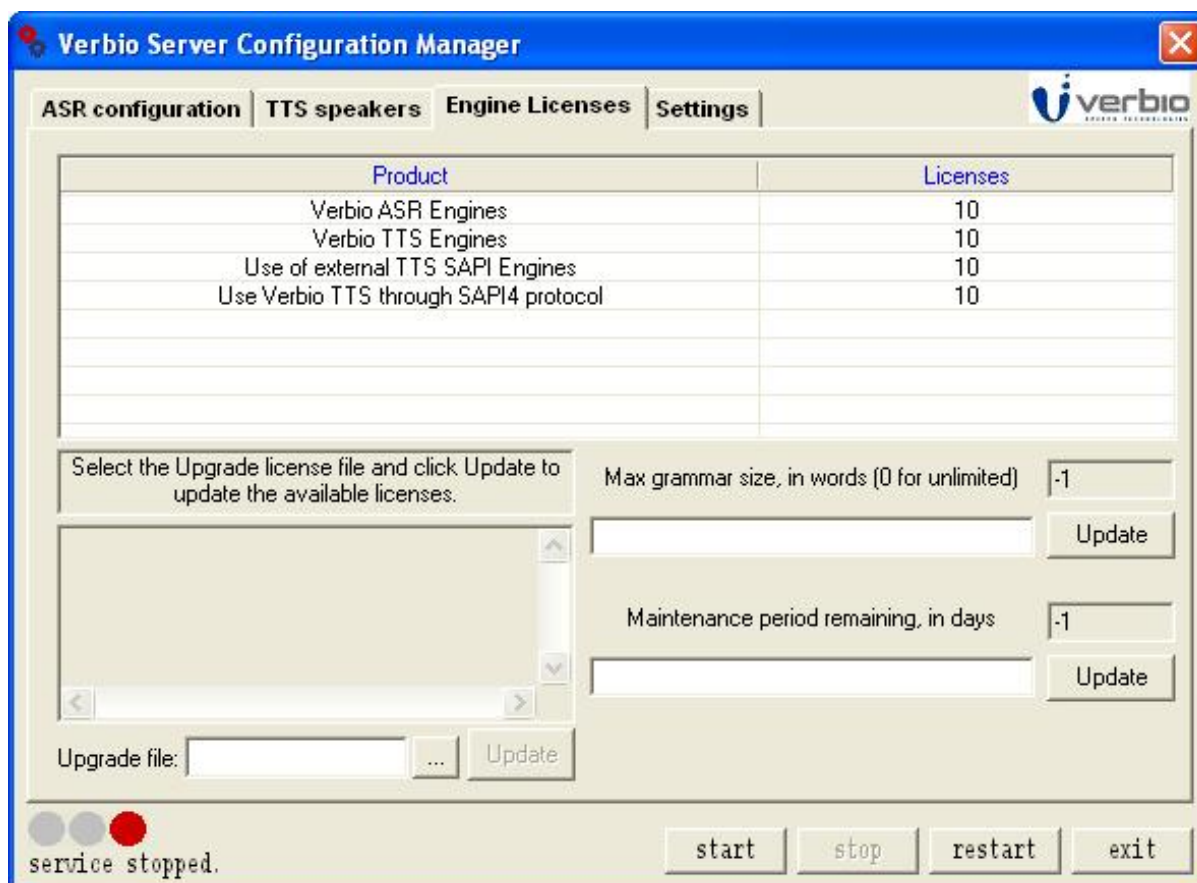 Verbio Server Configuration Manager
ASR configuration TTS speakers Engine Licenses Settings
verbio
Product Licenses
Verbio ASR Engines 10
Verbio TTS Engines 10
Use of external TTS SAPI Engines 10
Use Verbio TTS through SAPI4 protocol 10
Select the Upgrade license file and click Update to
update the available licenses.
Max grammar size, in words (0 for unlimited) -1
Update
Maintenance period remaining, in days -1
Update
Upgrade file: ... Update
service stopped.
start stop restart exit